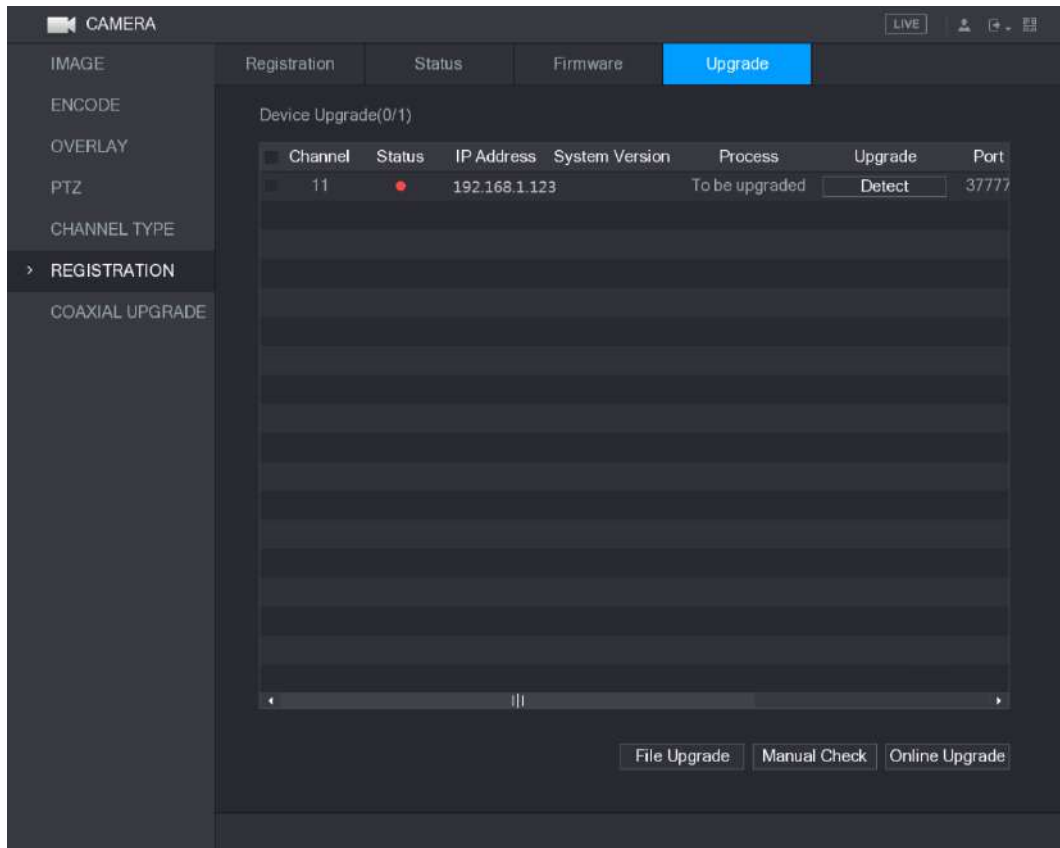 CAMERA
LIVE
IMAGE
ENCODE
OVERLAY
PTZ
CHANNEL TYPE
> REGISTRATION
COAXIAL UPGRADE
Registration Status Firmware Upgrade
Device Upgrade(0/1)
Channel Status IP Address System Version Process Upgrade Port
11 192.168.1.123 To be upgraded Detect 37777
File Upgrade Manual Check Online Upgrade